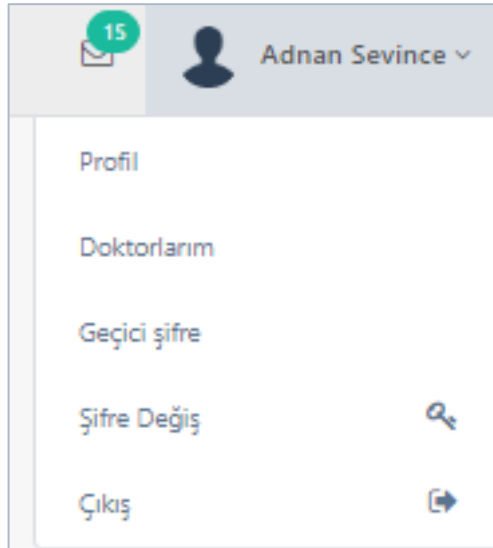 15
Adnan Sevince
Profil
Doktorlarım
Geçici şifre
Şifre Değiş
Çıkış